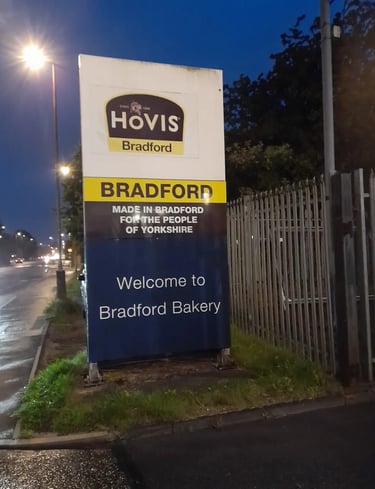 HOVIS
Bradford
BRADFORD
MADE IN BRADFORD
FOR THE PEOPLE
OF YORKSHIRE
Welcome to
Bradford Bakery